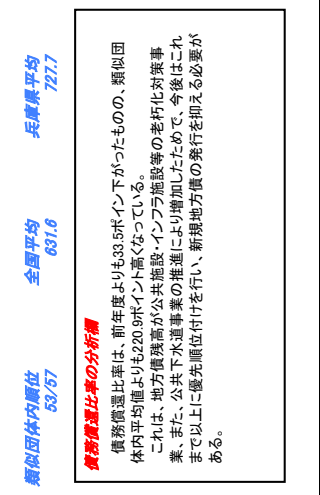 類似団体内順位 全国平均 兵庫県平均
53/57 631.6 727.7
債務償還比率の分析欄
債務償還比率は、前年度よりも33.5ポイント下がったものの、類似団
体内平均値よりも220.9ポイント高くなっている。
これは、地方債残高が公共施設・インフラ施設等の老朽化対策事
業、また、公共下水道事業の推進により増加したためで、今後はこれ
まで以上に優先順位付けを行い、新規地方債の発行を抑える必要が
ある。